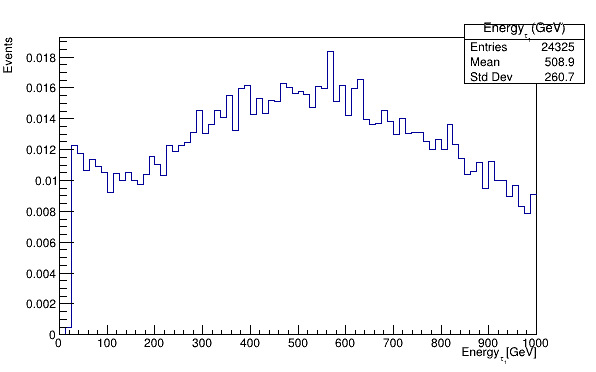 Energy_τ₁ (GeV)
Entries 24325
Mean 508.9
Std Dev 260.7
Events
0.018
0.016
0.014
0.012
0.01
0.008
0.006
0.004
0.002
0
0 100 200 300 400 500 600 700 800 900 1000
Energy_τ₁ [GeV]